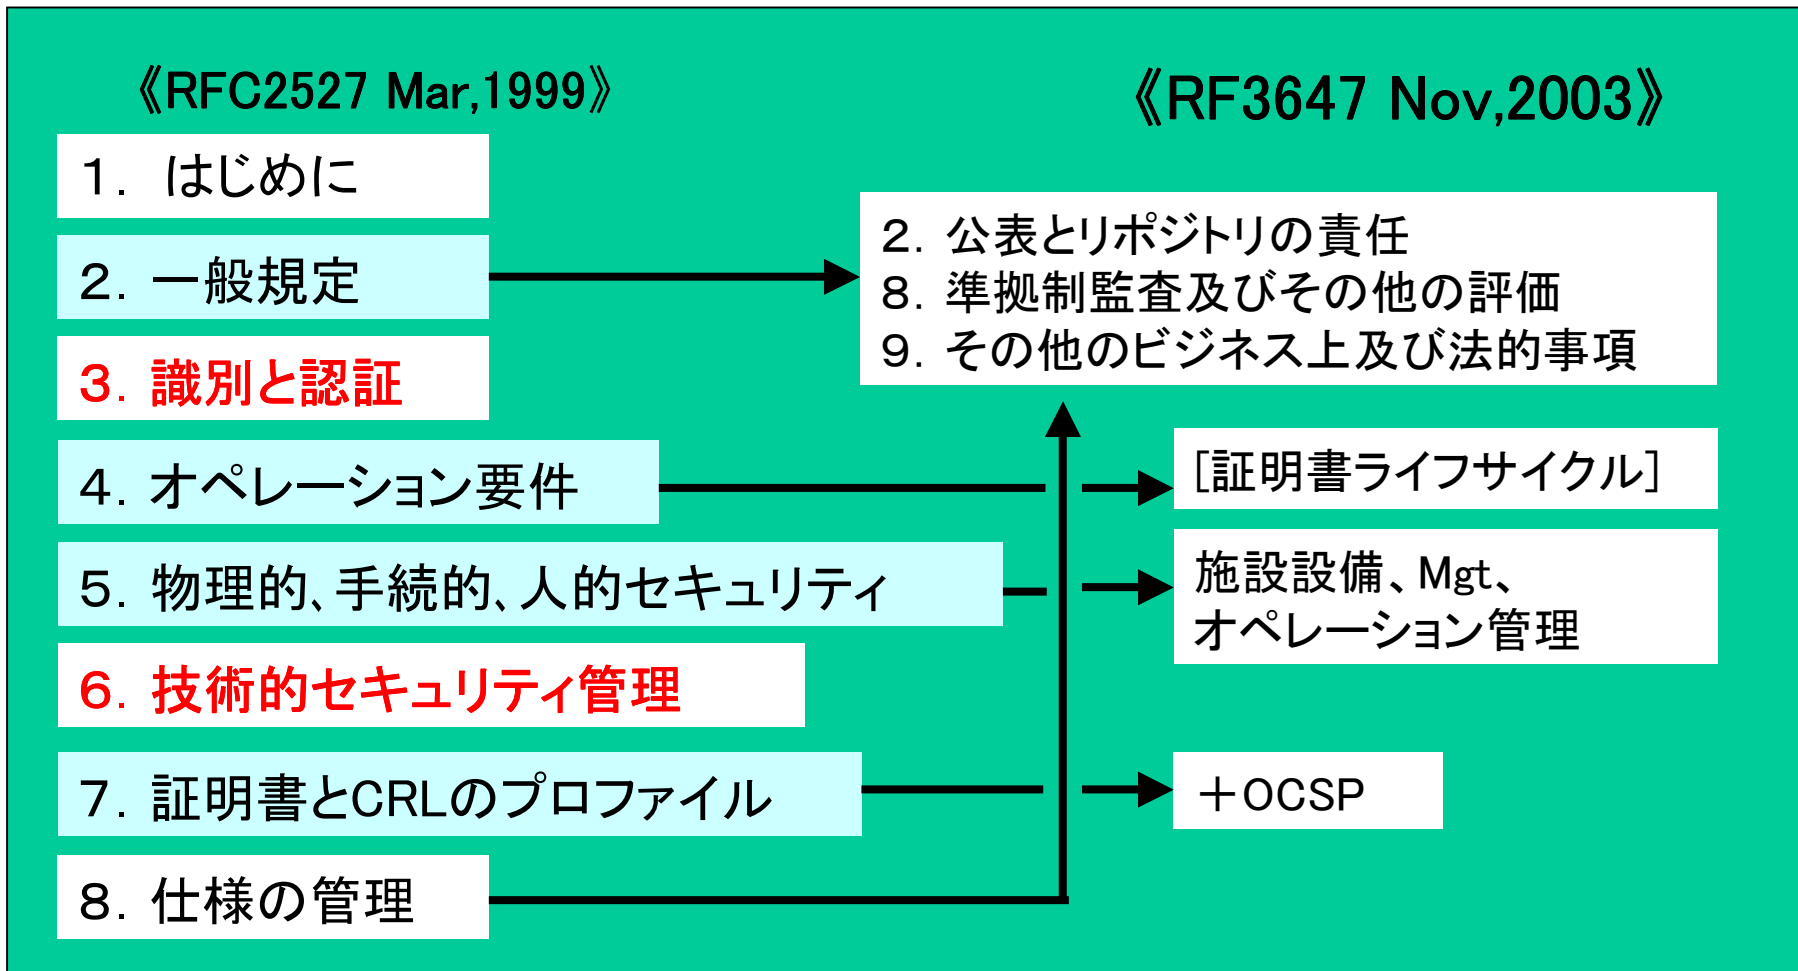 《RFC2527 Mar,1999》
１． はじめに
２．一般規定
３．識別と認証
４．オペレーション要件
５．物理的、手続的、人的セキュリティ
６．技術的セキュリティ管理
７．証明書とCRLのプロファイル
８．仕様の管理
《RF3647 Nov,2003》
２．公表とリポジトリの責任
８．準拠制監査及びその他の評価
９．その他のビジネス上及び法的事項
[証明書ライフサイクル]
施設設備、Mgt、
オペレーション管理
＋OCSP